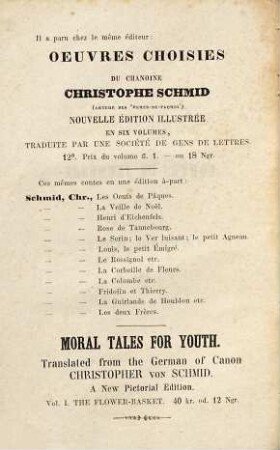 Il a paru chez le même éditeur:
OEUVRES CHOISIES
DU CHANOINE
CHRISTOPHE SCHMID
NOUVELLE ÉDITION ILLUSTRÉE
EN SIX VOLUMES,
TRADUITE PAR UNE SOCIÉTÉ DE GENS DE LETTRES.
12°. Prix du volume fl. 1. — ou 18 Ngr.
Ces mêmes contes en une édition à-part:
Schmid, Chr., Les Oeufs de Pâques.
— — La Veille de Noël.
— — Henri d'Eichenfels.
— — Rose de Tannebourg.
— — Le Serin; le Ver luisant; le petit Agneau.
— — Louis, le petit Émigré.
— — Le Rossignol etc.
— — La Corbeille de Fleurs.
— — La Colombe etc.
— — Fridolin et Thierry.
— — La Guirlande de Houblon etc.
— — Les deux Frères.
MORAL TALES FOR YOUTH.
Translated from the German of Canon
CHRISTOPHER VON SCHMID.
A New Pictorial Edition.
Vol. I. THE FLOWER-BASKET. 40 kr. od. 12 Ngr.